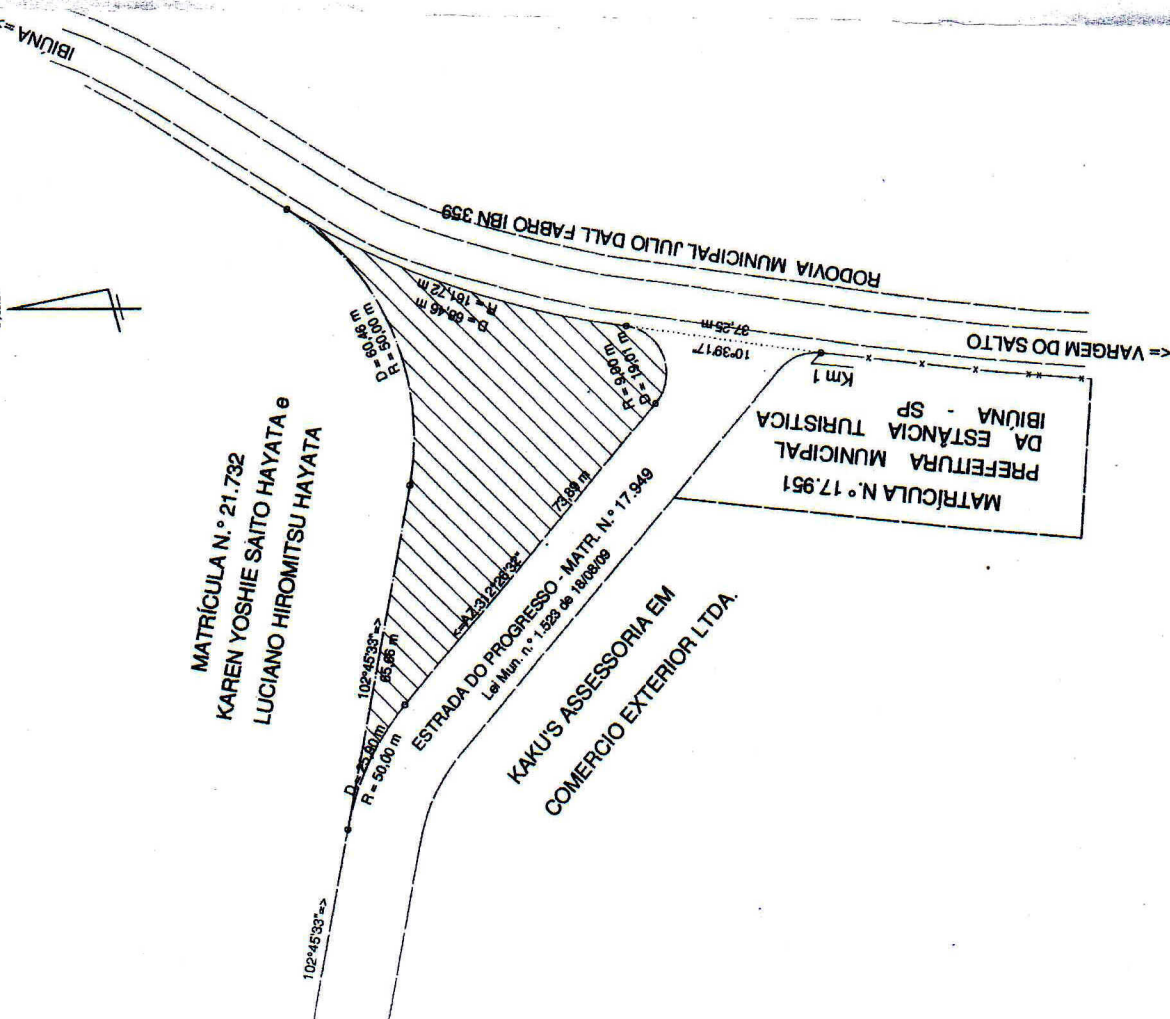 IBIÚNA =>
RODOVIA MUNICIPAL JULIO DALL FABRO IBN 359
<= VARGEM DO SALTO
D = 60,46 m
R = 50,00 m
D = 68,46 m
R = 161,72 m
R = 9,90 m
D = 19,01 m
37,25 m
10°39'17"
Km 1
MATRÍCULA N.º 17.951
PREFEITURA MUNICIPAL
DA ESTÂNCIA TURISTICA
IBIÚNA - SP
MATRÍCULA N.º 21.732
KAREN YOSHIE SAITO HAYATA e
LUCIANO HIROMITSU HAYATA
102°45'33"=>
65,66 m
73,89 m
D = 25,90 m
R = 50,00 m
ESTRADA DO PROGRESSO - MATR. N.º 17.949
Lei Mun. n.º 1.523 de 18/08/09
KAKU'S ASSESSORIA EM
COMERCIO EXTERIOR LTDA.
102°45'33"=>